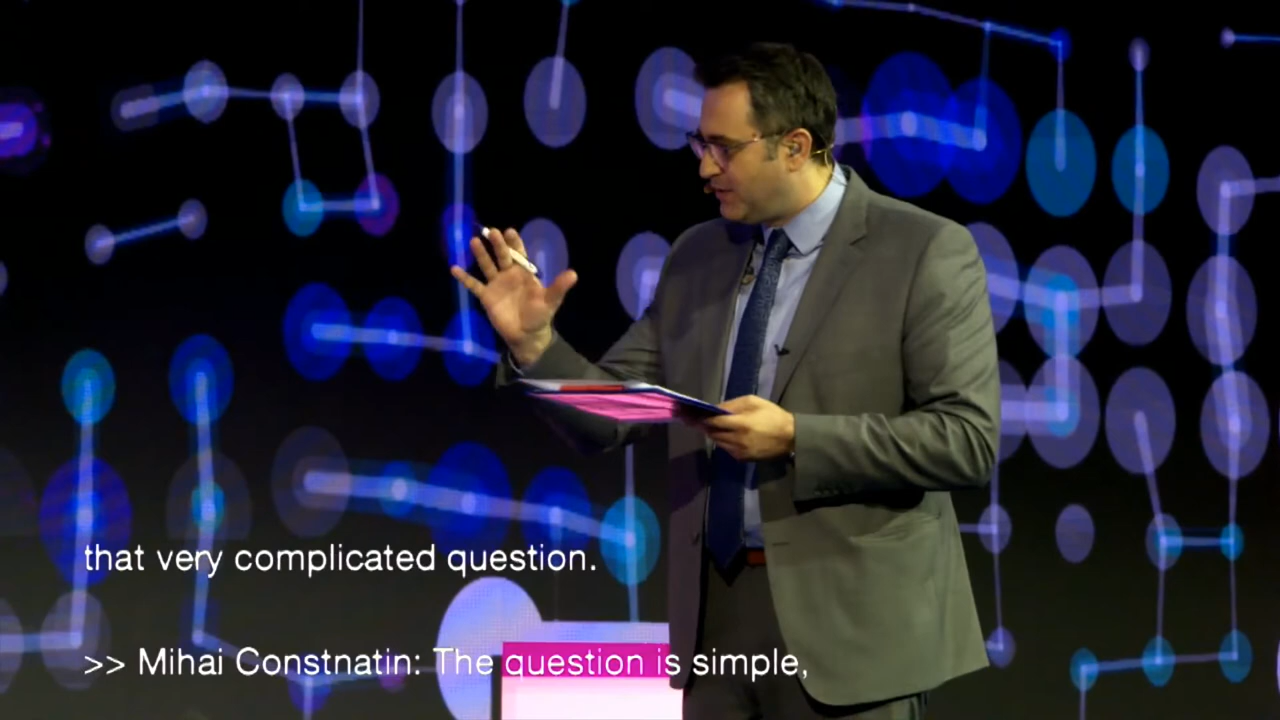 that very complicated question.
>> Mihai Constnatin: The question is simple,